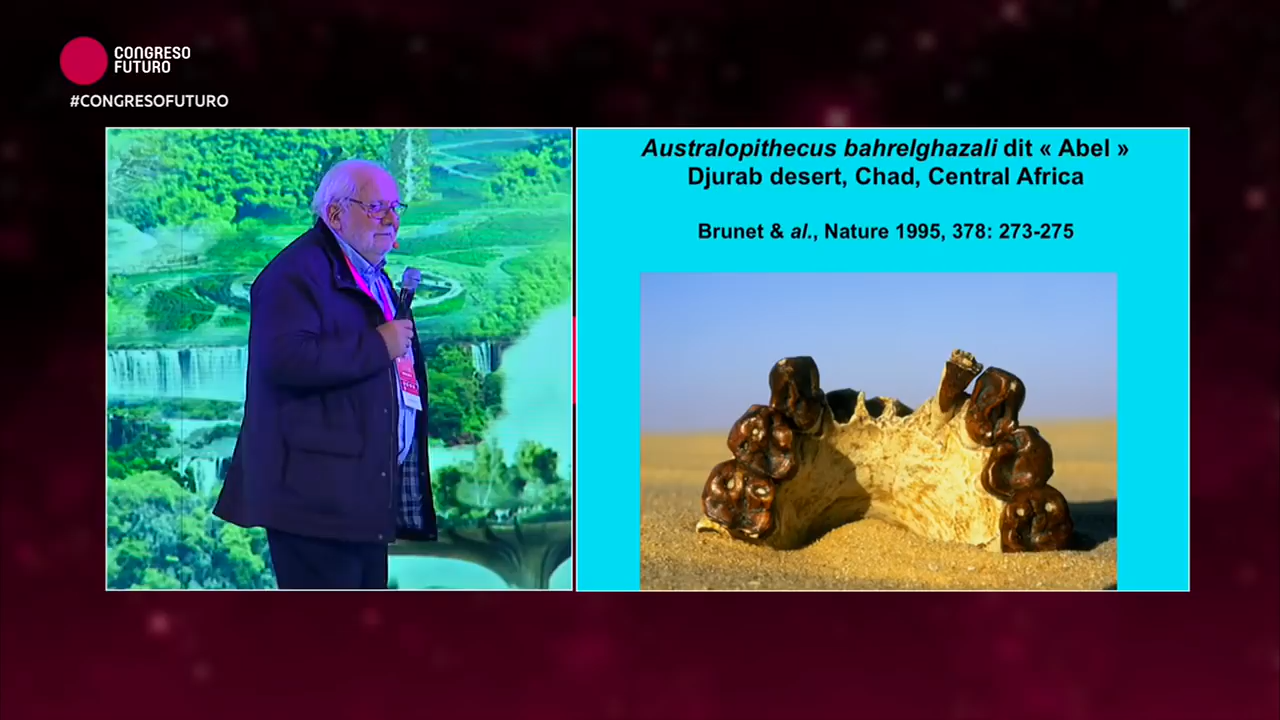 CONGRESO
FUTURO
#CONGRESOFUTURO
Australopithecus bahrelghazali dit « Abel »
Djurab desert, Chad, Central Africa
Brunet & al., Nature 1995, 378: 273-275